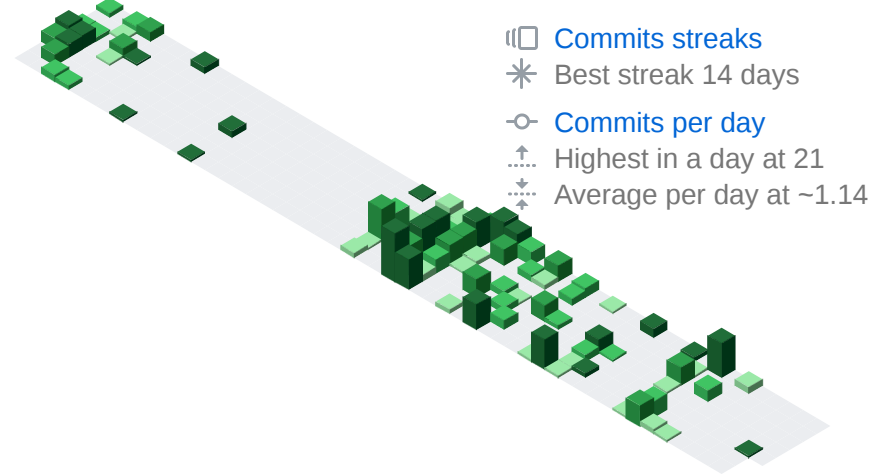 Commits streaks
Best streak 14 days
Commits per day
Highest in a day at 21
Average per day at ~1.14